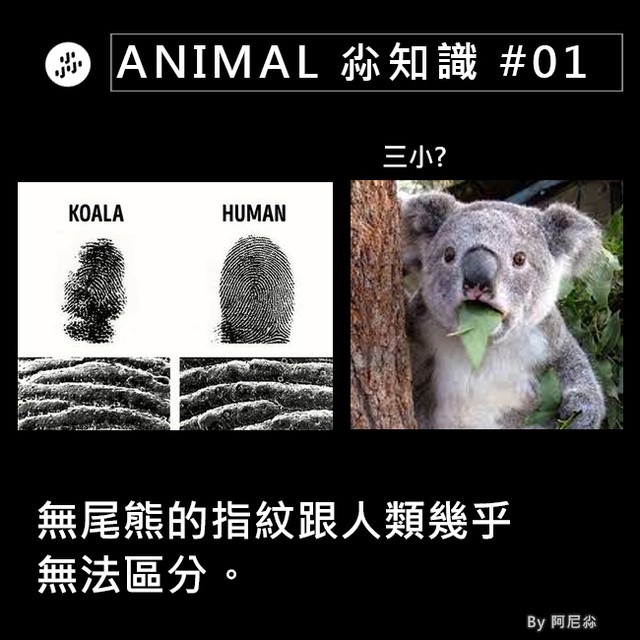 ANIMAL 尛知識 #01
三小?
KOALA
HUMAN
無尾熊的指紋跟人類幾乎
無法區分。
By 阿尼尛